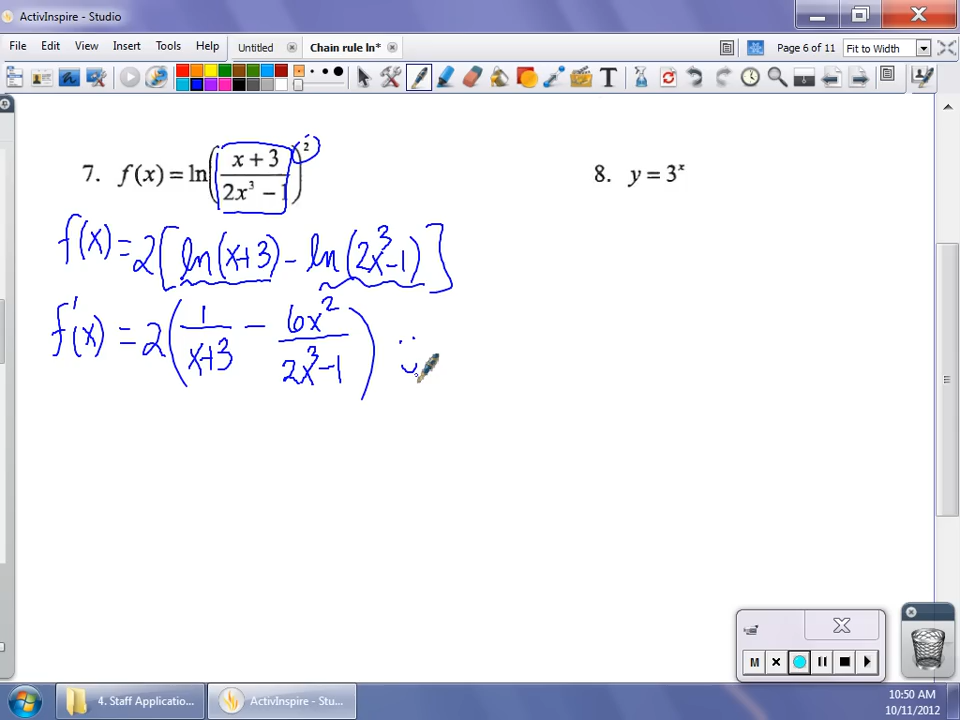 ActivInspire - Studio
File Edit View Insert Tools Help Untitled Chain rule ln* Page 6 of 11 Fit to Width
7. f(x) = ln((x + 3)/(2x³ − 1))²
8. y = 3ˣ
f(x) = 2[ln(x+3) − ln(2x³−1)]
f'(x) = 2(1/(x+3) − 6x²/(2x³−1))
M
4. Staff Applicatio... ActivInspire - Stu...
10:50 AM
10/11/2012